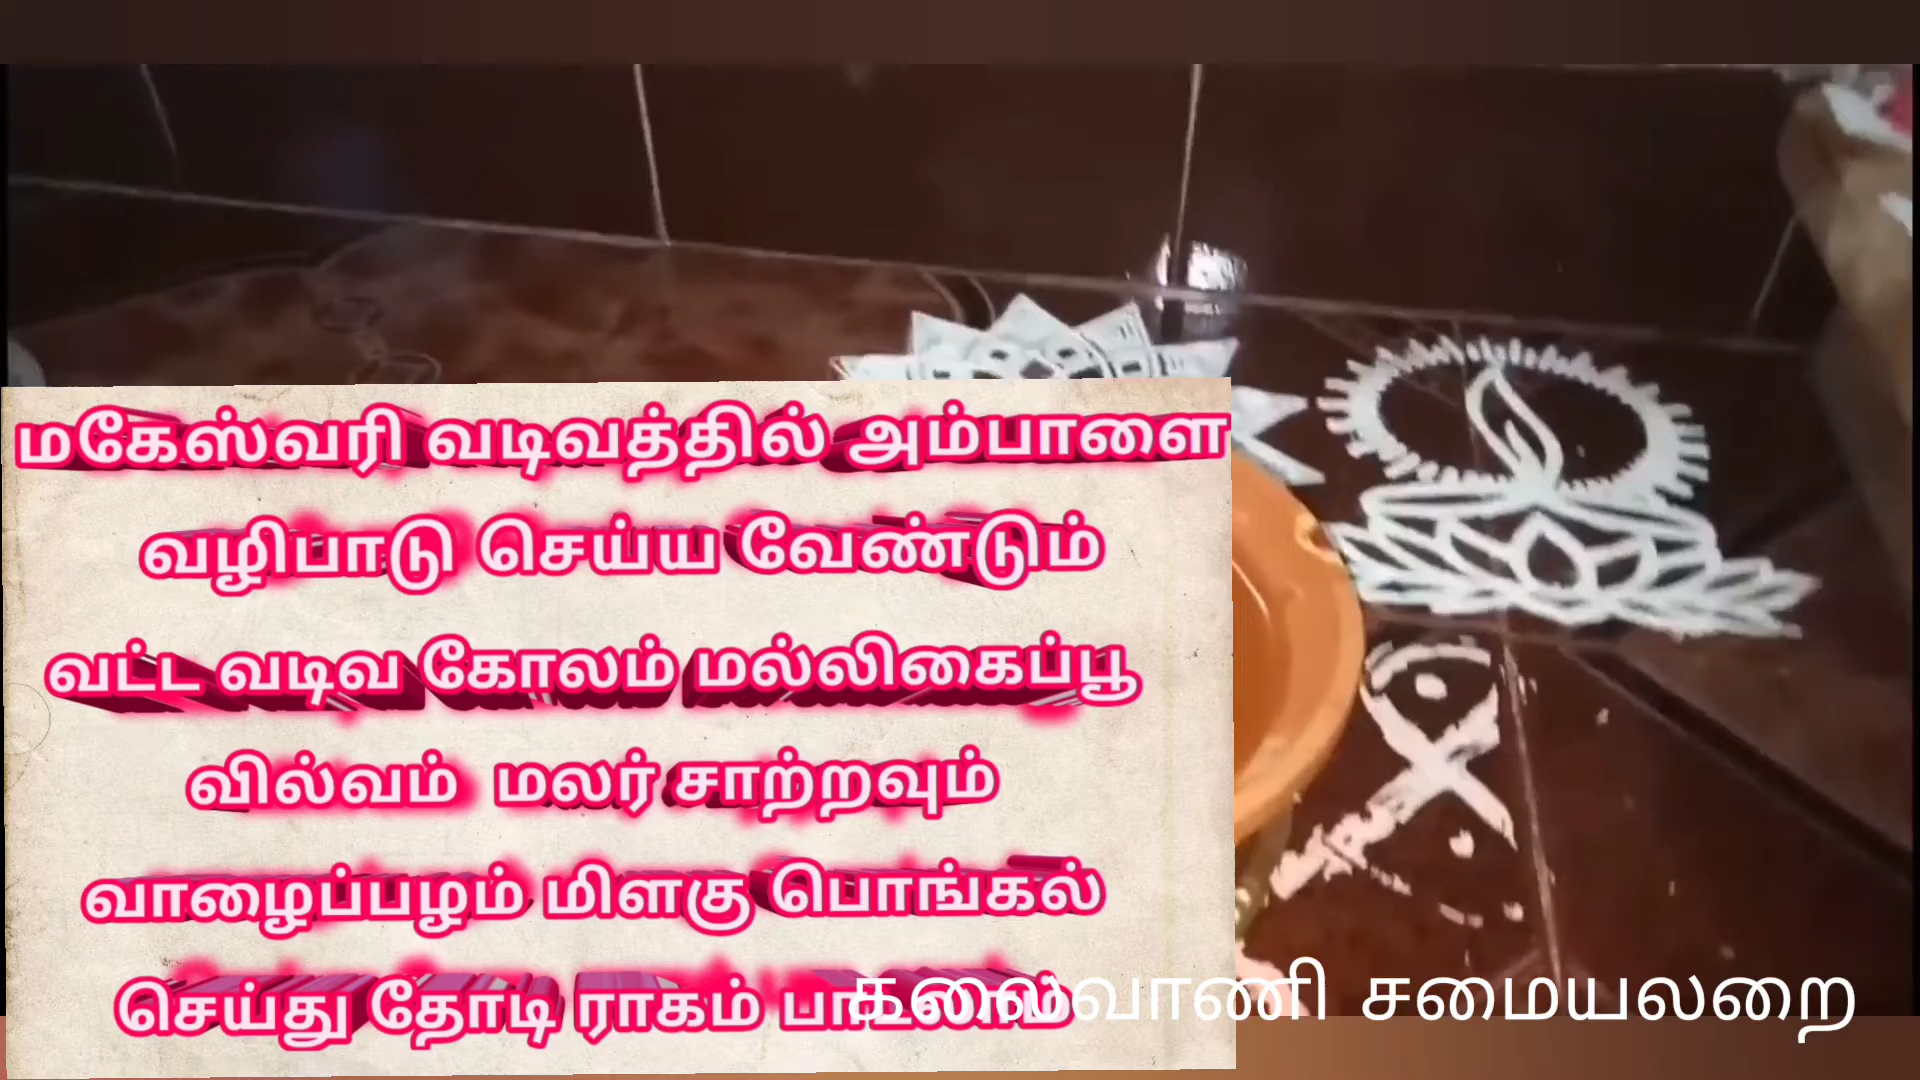 மகேஸ்வரி வடிவத்தில் அம்பாளை
வழிபாடு செய்ய வேண்டும்
வட்ட வடிவ கோலம் மல்லிகைப்பூ
வில்வம் மலர் சாற்றவும்
வாழைப்பழம் மிளகு பொங்கல்
செய்து தோடி ராகம் பாடலாம்
கலைவாணி சமையலறை